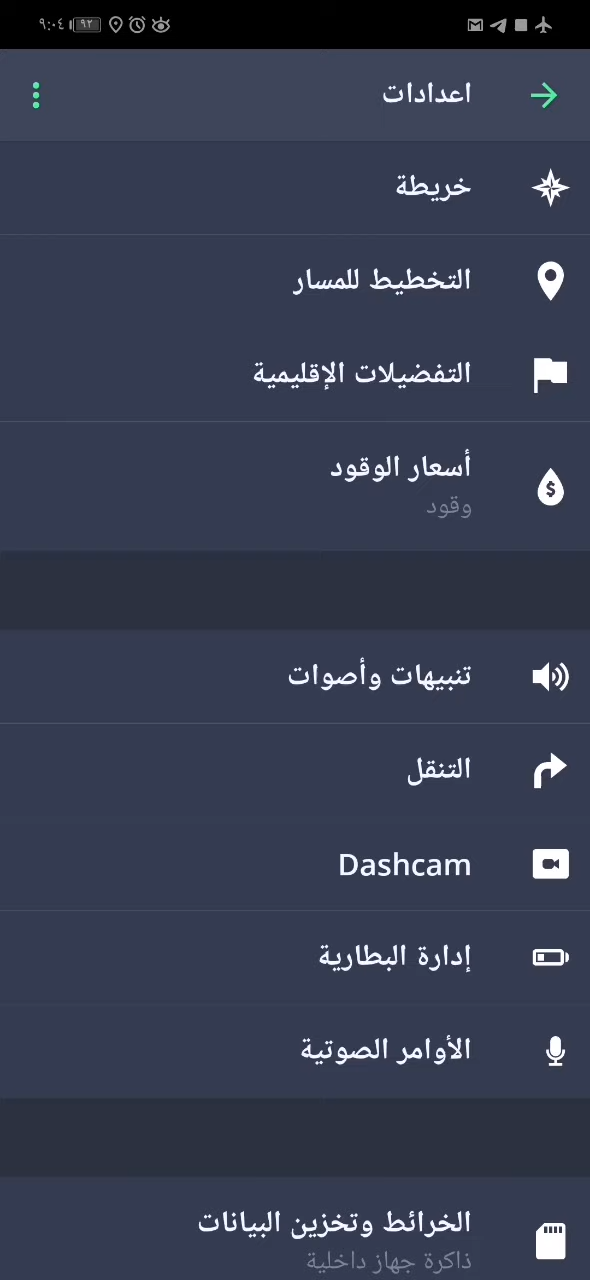 ٩:٠٤ ٩٢
اعدادات
خريطة
التخطيط للمسار
التفضيلات الإقليمية
أسعار الوقود
وقود
تنبيهات وأصوات
التنقل
Dashcam
إدارة البطارية
الأوامر الصوتية
الخرائط وتخزين البيانات
ذاكرة جهاز داخلية